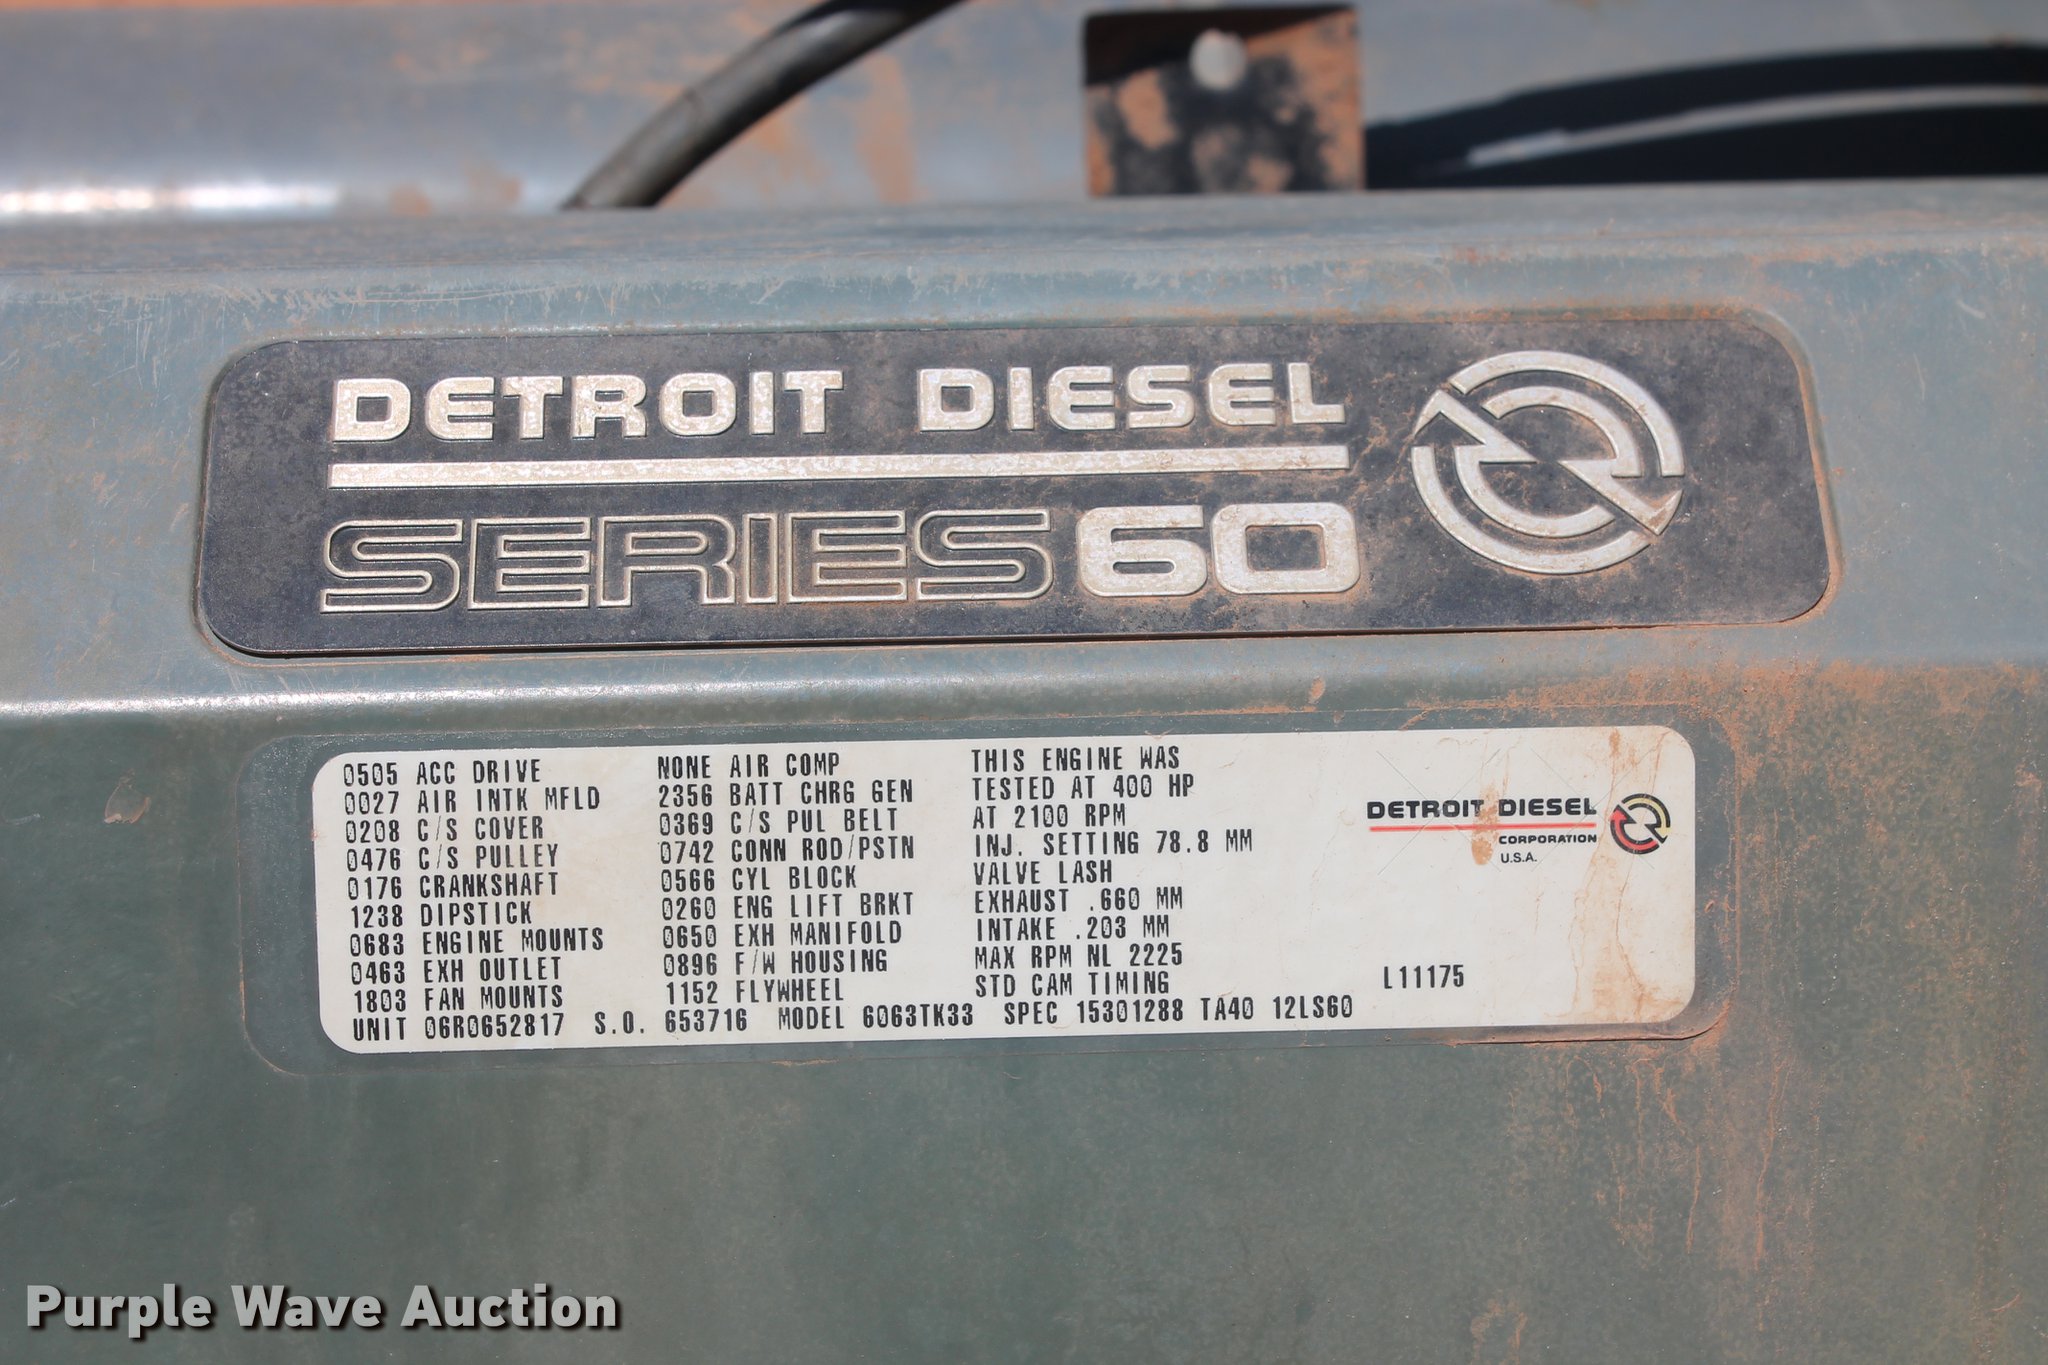 DETROIT DIESEL
SERIES 60
0505 ACC DRIVE
0027 AIR INTK MFLD
0208 C/S COVER
0476 C/S PULLEY
0176 CRANKSHAFT
1238 DIPSTICK
0683 ENGINE MOUNTS
0463 EXH OUTLET
1803 FAN MOUNTS
NONE AIR COMP
2356 BATT CHRG GEN
0369 C/S PUL BELT
0742 CONN ROD/PSTN
0566 CYL BLOCK
0260 ENG LIFT BRKT
0650 EXH MANIFOLD
0896 F/W HOUSING
1152 FLYWHEEL
THIS ENGINE WAS
TESTED AT 400 HP
AT 2100 RPM
INJ. SETTING 78.8 MM
VALVE LASH
EXHAUST .660 MM
INTAKE .203 MM
MAX RPM NL 2225
STD CAM TIMING
DETROIT DIESEL
CORPORATION
U.S.A.
L11175
UNIT 06R0652817 S.O. 653716 MODEL 6063TK33 SPEC 15301288 TA40 12LS60
Purple Wave Auction